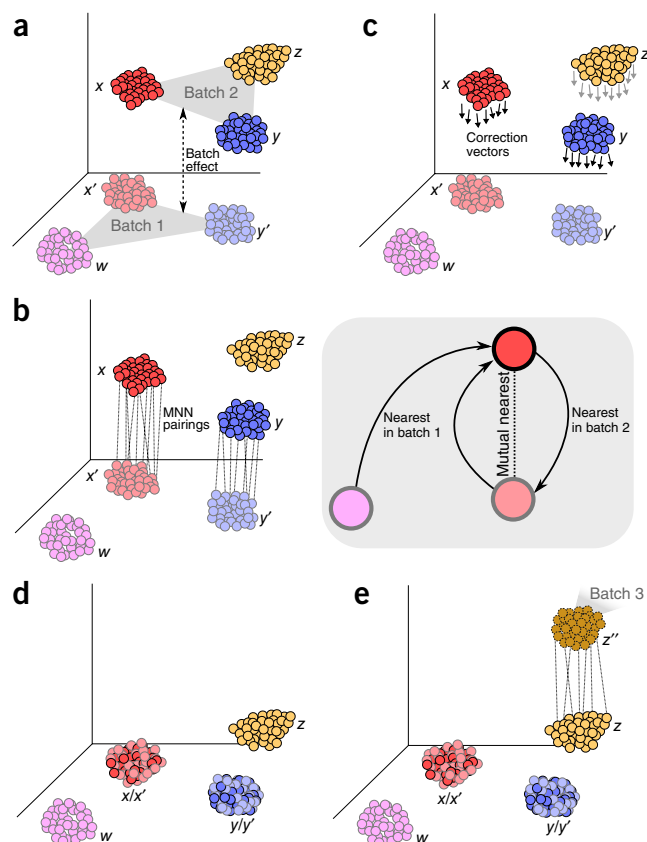 a
x
z
Batch 2
y
Batch
effect
x′
Batch 1
y′
w
c
x
z
y
Correction
vectors
x′
y′
w
b
x
z
MNN
pairings
y
x′
y′
w
Nearest
in batch 1
Mutual nearest
Nearest
in batch 2
d
z
x/x′
y/y′
w
e
Batch 3
z″
z
x/x′
y/y′
w